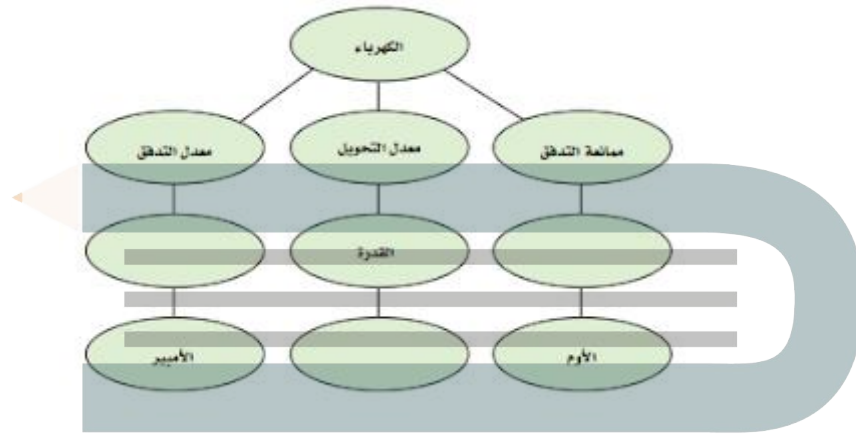 الكهرباء
ممانعة التدفق
معدل التحويل
معدل التدفق
القدرة
الأوم
الأمبير